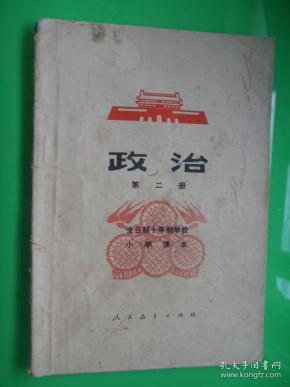 政治
第二册
全日制十年制学校
小学课本
人民教育出版社
孔夫子旧书网